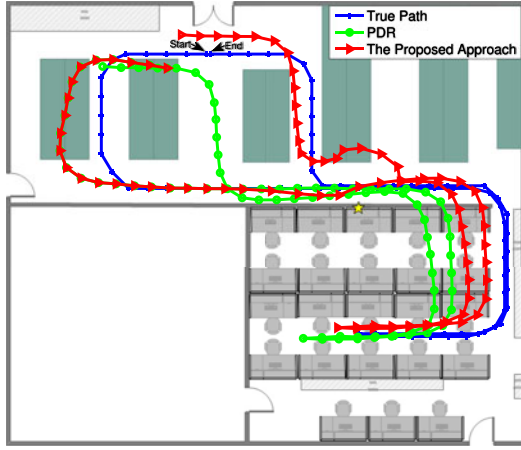 True Path
PDR
The Proposed Approach
Start
End